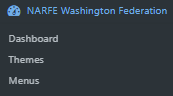 NARFE Washington Federation
Dashboard
Themes
Menus